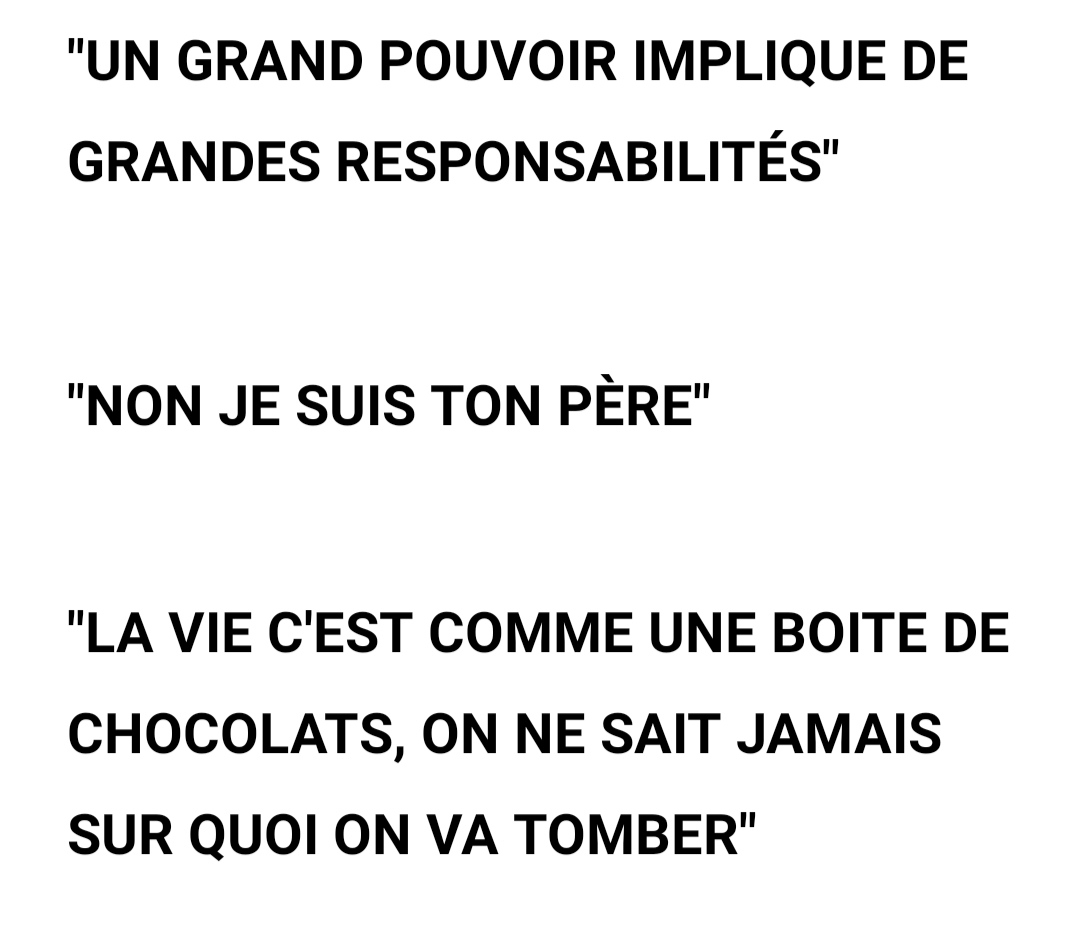 "UN GRAND POUVOIR IMPLIQUE DE
GRANDES RESPONSABILITÉS"
"NON JE SUIS TON PÈRE"
"LA VIE C'EST COMME UNE BOITE DE
CHOCOLATS, ON NE SAIT JAMAIS
SUR QUOI ON VA TOMBER"